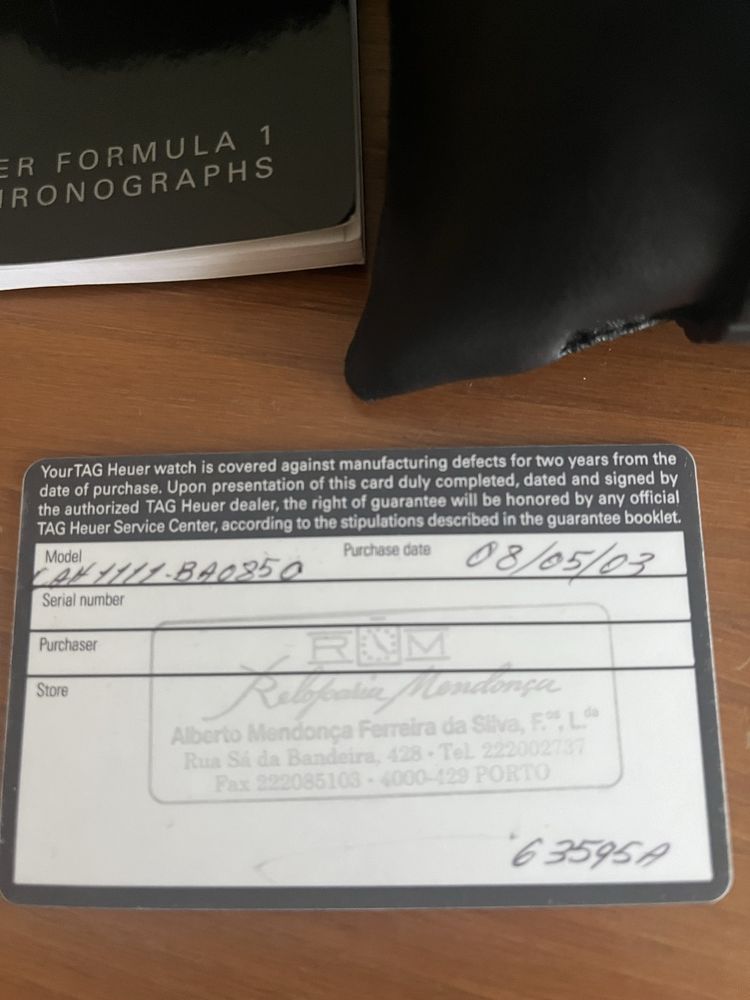 ER FORMULA 1
HRONOGRAPHS
Your TAG Heuer watch is covered against manufacturing defects for two years from the
date of purchase. Upon presentation of this card duly completed, dated and signed by
the authorized TAG Heuer dealer, the right of guarantee will be honored by any official
TAG Heuer Service Center, according to the stipulations described in the guarantee booklet.
Model CAH1111-BA0850 Purchase date 08/05/03
Serial number
Purchaser
R M
Store
Relojoaria Mendonça
Alberto Mendonça Ferreira da Silva, F.os, L.da
Rua Sá da Bandeira, 428 · Tel. 222002737
Fax 222085103 · 4000-429 PORTO
63595A